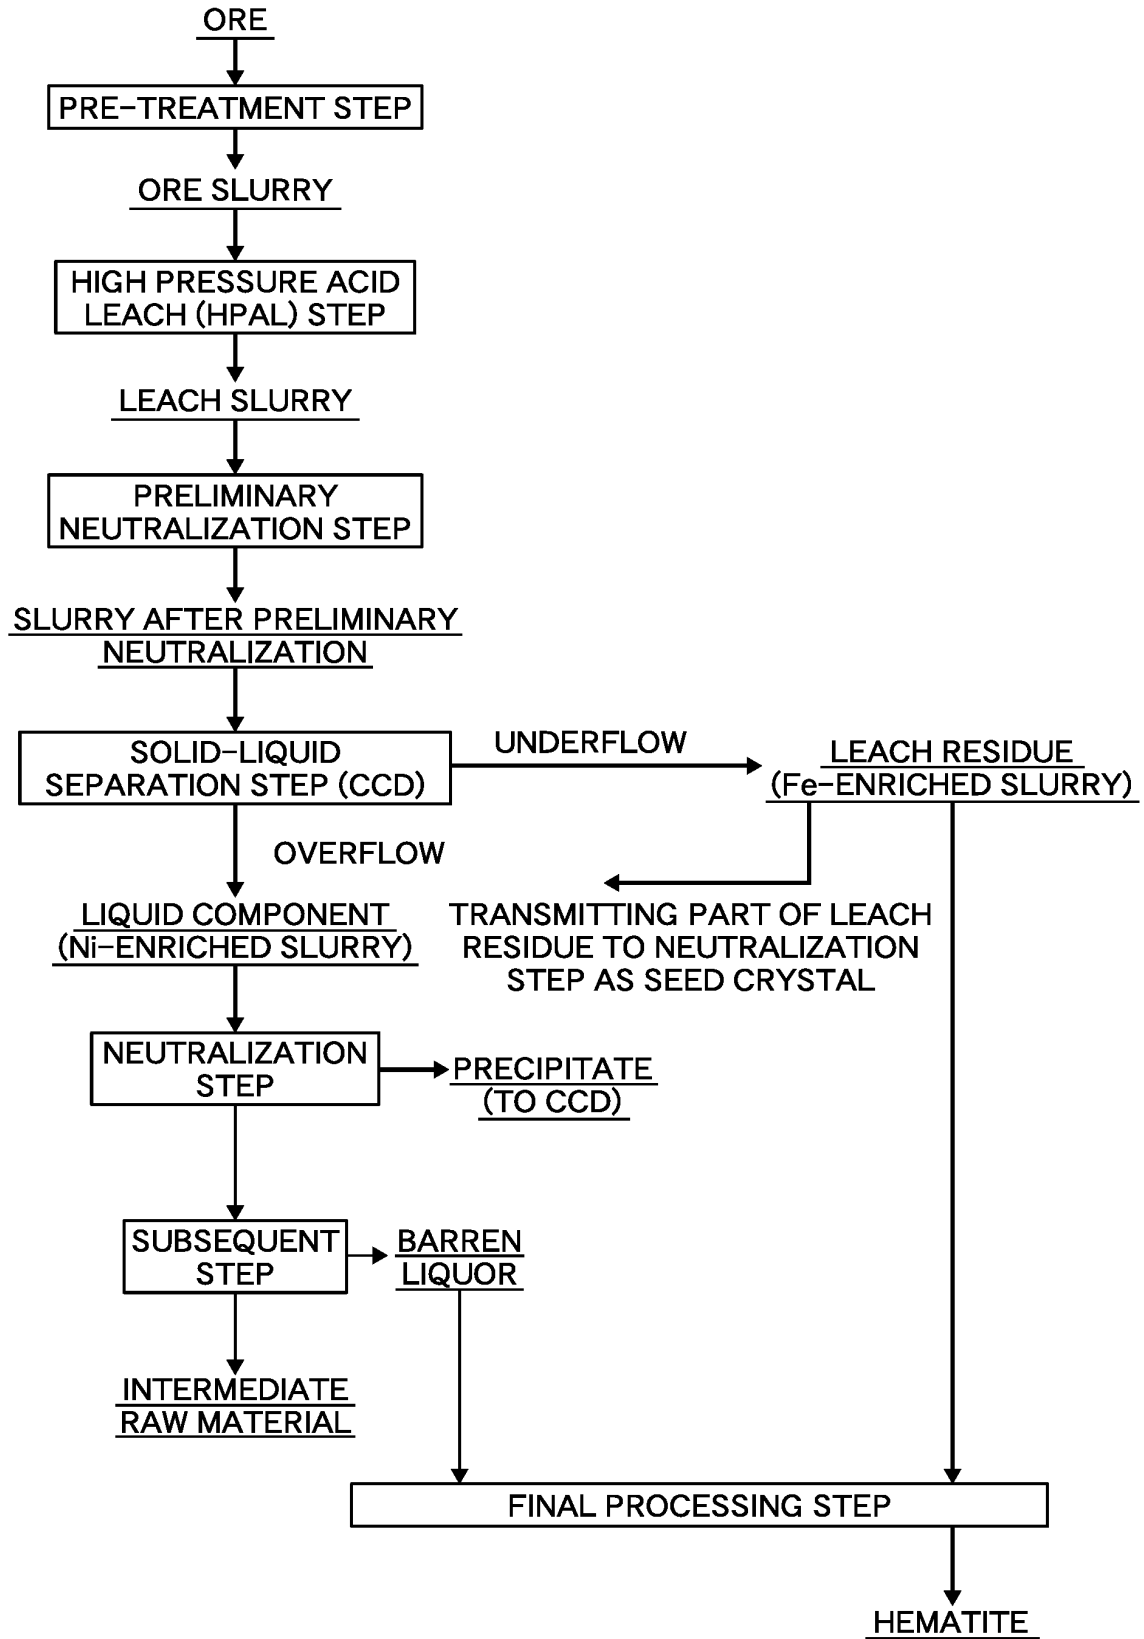 ORE
PRE-TREATMENT STEP
ORE SLURRY
HIGH PRESSURE ACID
LEACH (HPAL) STEP
LEACH SLURRY
PRELIMINARY
NEUTRALIZATION STEP
SLURRY AFTER PRELIMINARY
NEUTRALIZATION
SOLID-LIQUID
SEPARATION STEP (CCD)
UNDERFLOW
LEACH RESIDUE
(Fe-ENRICHED SLURRY)
OVERFLOW
LIQUID COMPONENT
(Ni-ENRICHED SLURRY)
TRANSMITTING PART OF LEACH
RESIDUE TO NEUTRALIZATION
STEP AS SEED CRYSTAL
NEUTRALIZATION
STEP
PRECIPITATE
(TO CCD)
SUBSEQUENT
STEP
BARREN
LIQUOR
INTERMEDIATE
RAW MATERIAL
FINAL PROCESSING STEP
HEMATITE